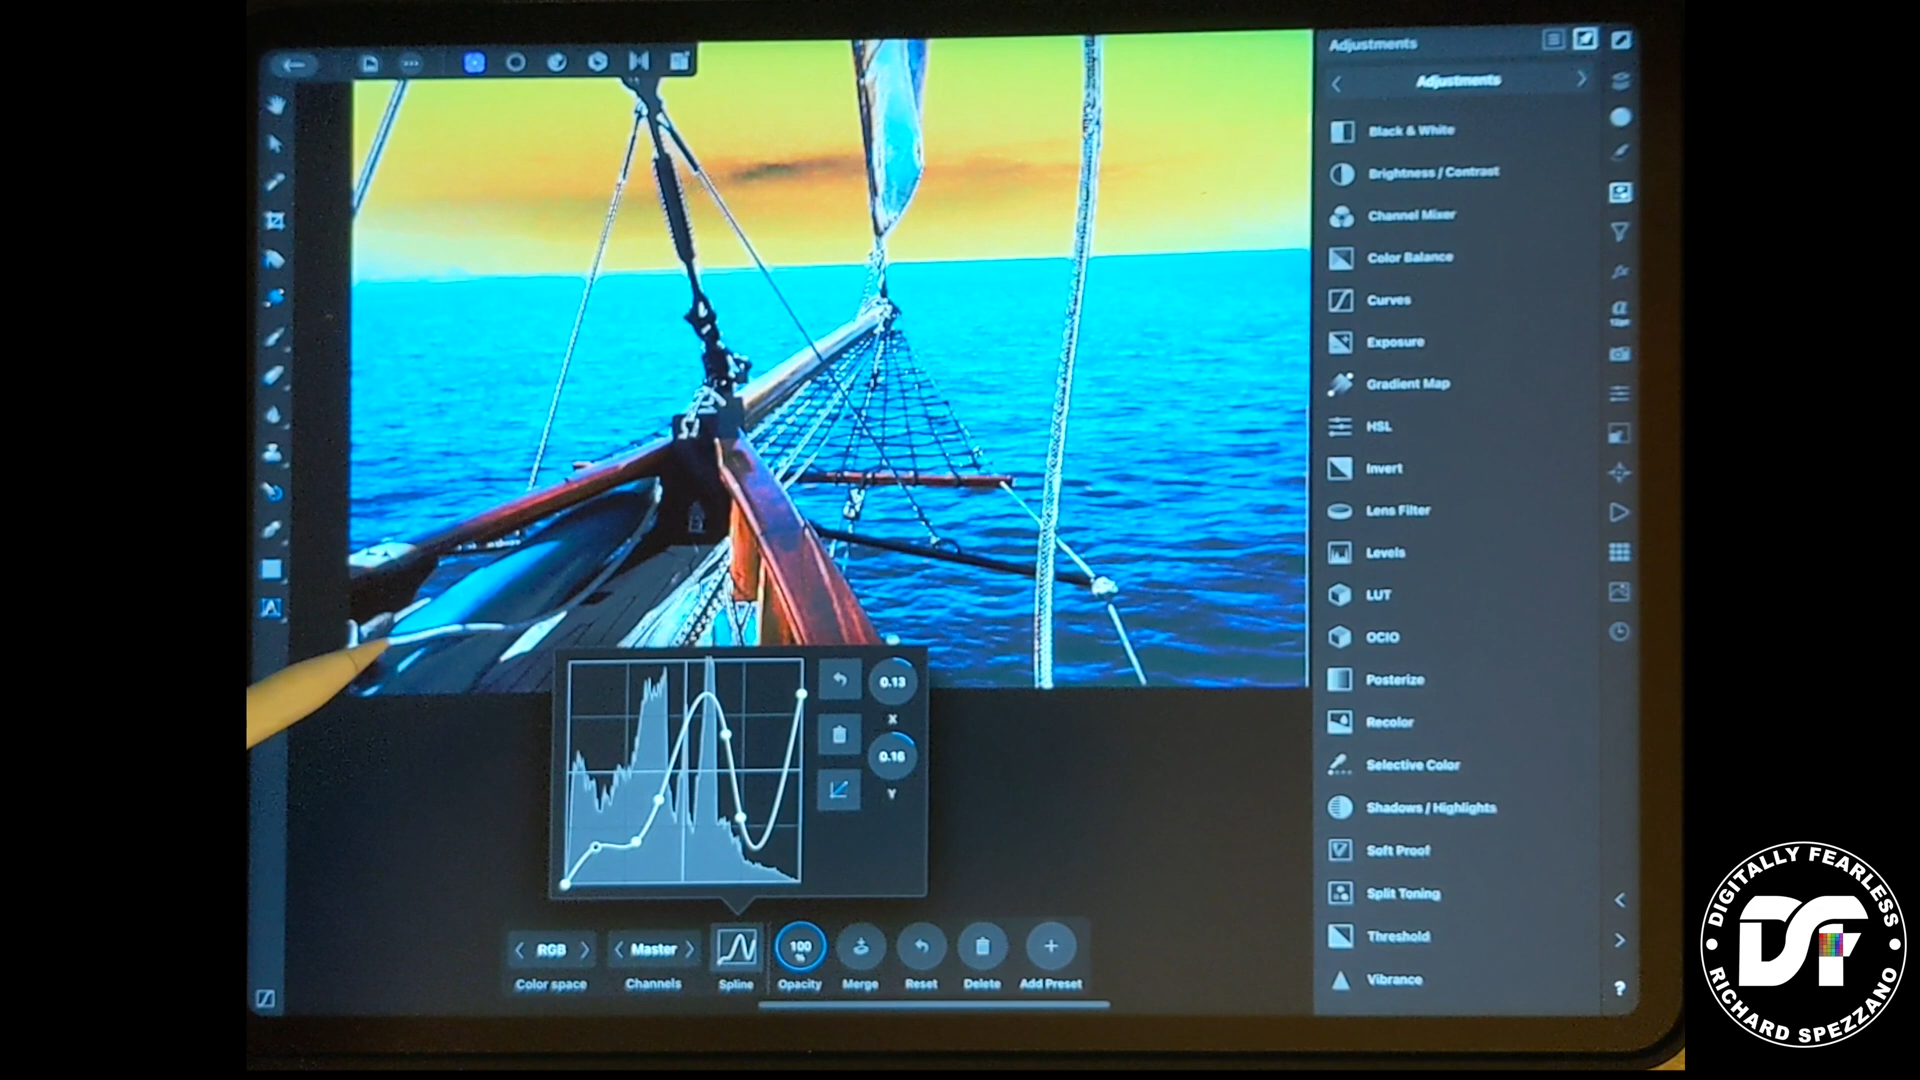 Adjustments
Adjustments
Black & White
Brightness / Contrast
Channel Mixer
Color Balance
Curves
Exposure
Gradient Map
HSL
Invert
Lens Filter
Levels
LUT
OCIO
Posterize
Recolor
Selective Color
Shadows / Highlights
Soft Proof
Split Toning
Threshold
Vibrance
0.13
X
0.16
Y
RGB
Master
100
%
Color space
Channels
Spline
Opacity
Merge
Reset
Delete
Add Preset
?
DIGITALLY FEARLESS
DF
RICHARD SPEZZANO